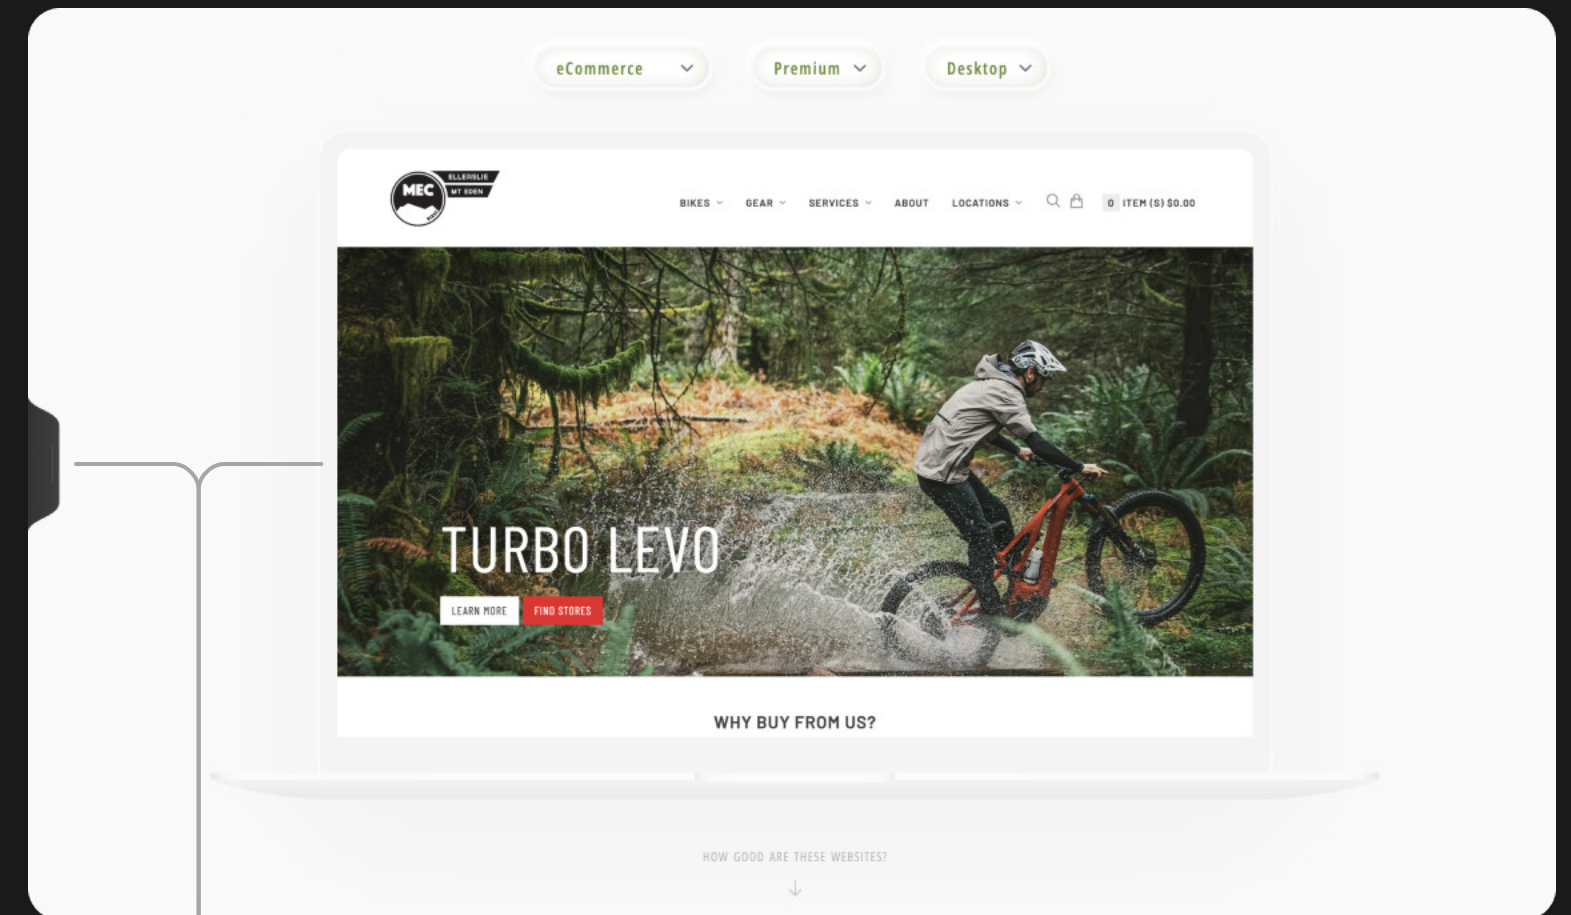 eCommerce
Premium
Desktop
ELLERSLIE
MEC
MT EDEN
BIKES
BIKES
GEAR
SERVICES
ABOUT
LOCATIONS
0 ITEM (S) $0.00
TURBO LEVO
LEARN MORE
FIND STORES
WHY BUY FROM US?
HOW GOOD ARE THESE WEBSITES?